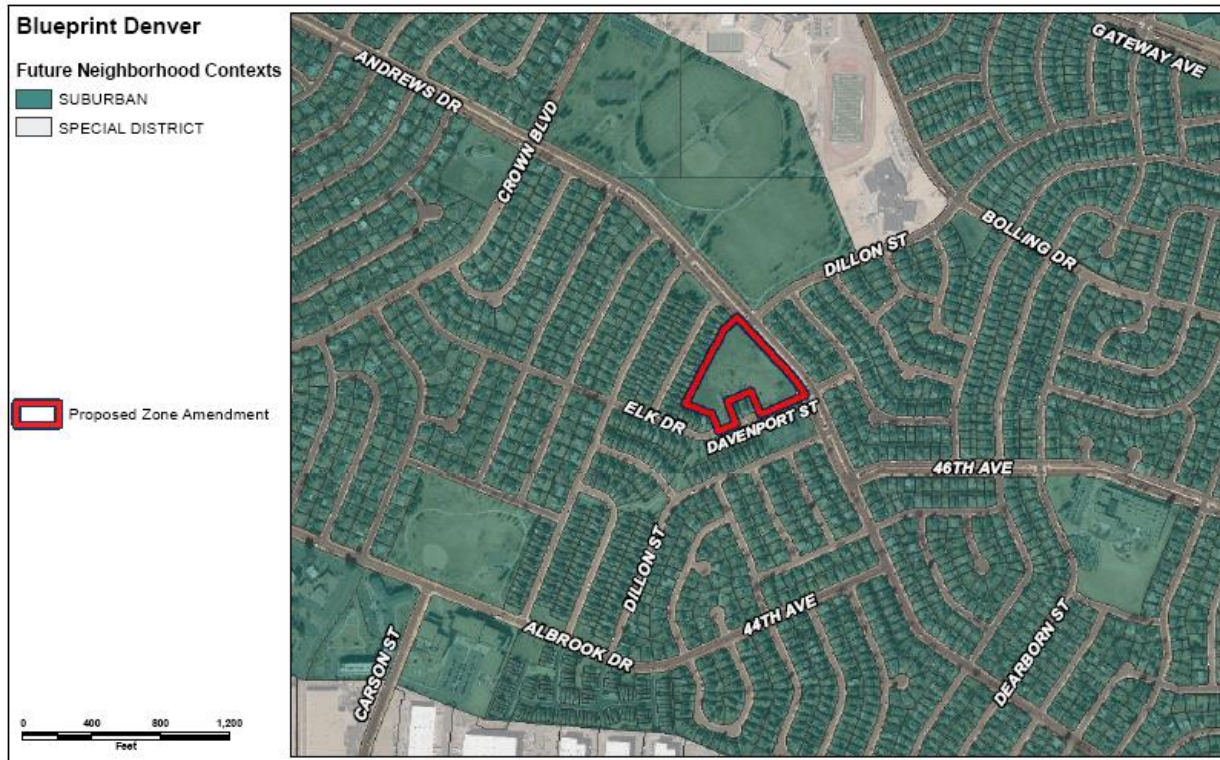 Blueprint Denver
Future Neighborhood Contexts
SUBURBAN
SPECIAL DISTRICT
Proposed Zone Amendment
0 400 800 1,200
Feet
GATEWAY AVE
ANDREWS DR
CROWN BLVD
BOLLING DR
DILLON ST
ELK DR
DAVENPORT ST
46TH AVE
DILLON ST
44TH AVE
ALBROOK DR
CARSON ST
DEARBORN ST